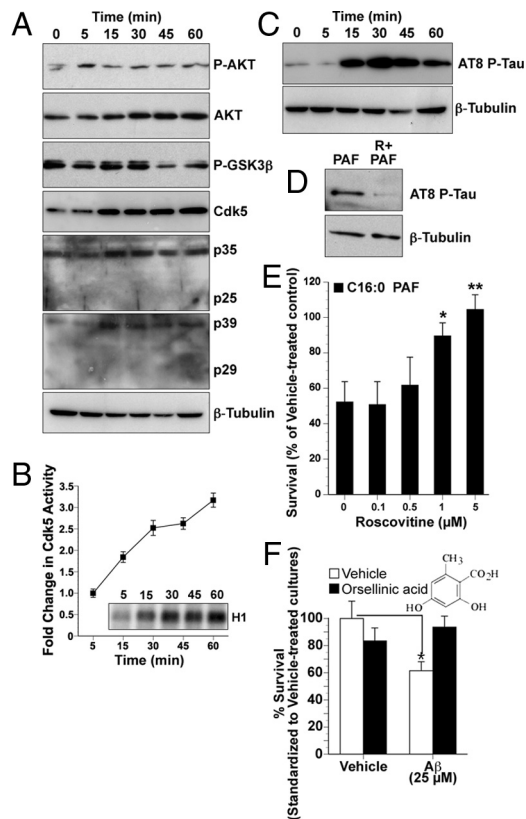 A
Time (min)
0 5 15 30 45 60
P-AKT
AKT
P-GSK3β
Cdk5
p35
p25
p39
p29
β-Tubulin
B
Fold Change in Cdk5 Activity
3.5
3.0
2.5
2.0
1.5
1.0
0.5
0
5 15 30 45 60
H1
5 15 30 45 60
Time (min)
C
Time (min)
0 5 15 30 45 60
AT8 P-Tau
β-Tubulin
D
PAF
R+
PAF
AT8 P-Tau
β-Tubulin
E
C16:0 PAF
Survival (% of Vehicle-treated control)
120
100
80
60
40
20
0
*
**
0 0.1 0.5 1 5
Roscovitine (µM)
F
Vehicle
Orsellinic acid
CH3
CO2H
HO
OH
% Survival
(Standardized to Vehicle-treated cultures)
100
80
60
40
20
0
*
Vehicle
Aβ
(25 µM)